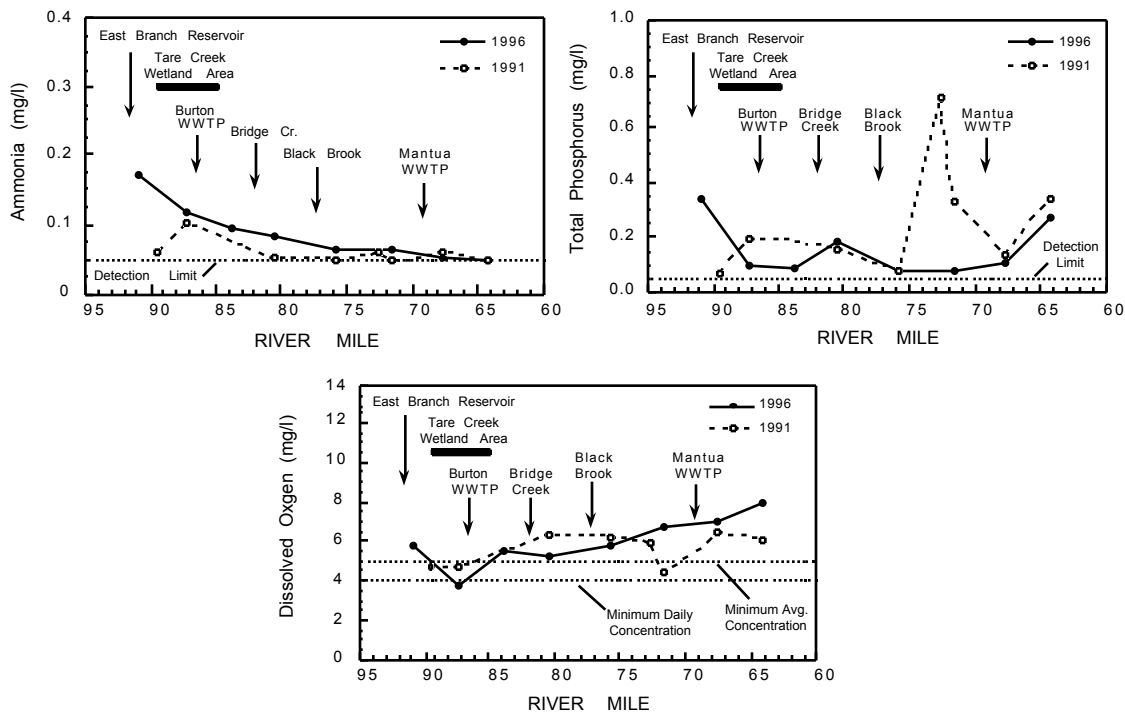 0.4
0.3
0.2
0.1
0
Ammonia (mg/l)
East Branch Reservoir
Tare Creek
Wetland Area
Burton
WWTP
Bridge Cr.
Black Brook
Mantua
WWTP
1996
1991
Detection Limit
95 90 85 80 75 70 65 60
RIVER MILE
1.0
0.8
0.6
0.4
0.2
0.0
Total Phosphorus (mg/l)
East Branch Reservoir
Tare Creek
Wetland Area
Burton
WWTP
Bridge
Creek
Black
Brook
Mantua
WWTP
1996
1991
Detection
Limit
95 90 85 80 75 70 65 60
RIVER MILE
14
12
10
8
6
4
2
0
Dissolved Oxgen (mg/l)
East Branch Reservoir
Tare Creek
Wetland Area
Burton
WWTP
Bridge
Creek
Black
Brook
Mantua
WWTP
1996
1991
Minimum Daily
Concentration
Minimum Avg.
Concentration
95 90 85 80 75 70 65 60
RIVER MILE